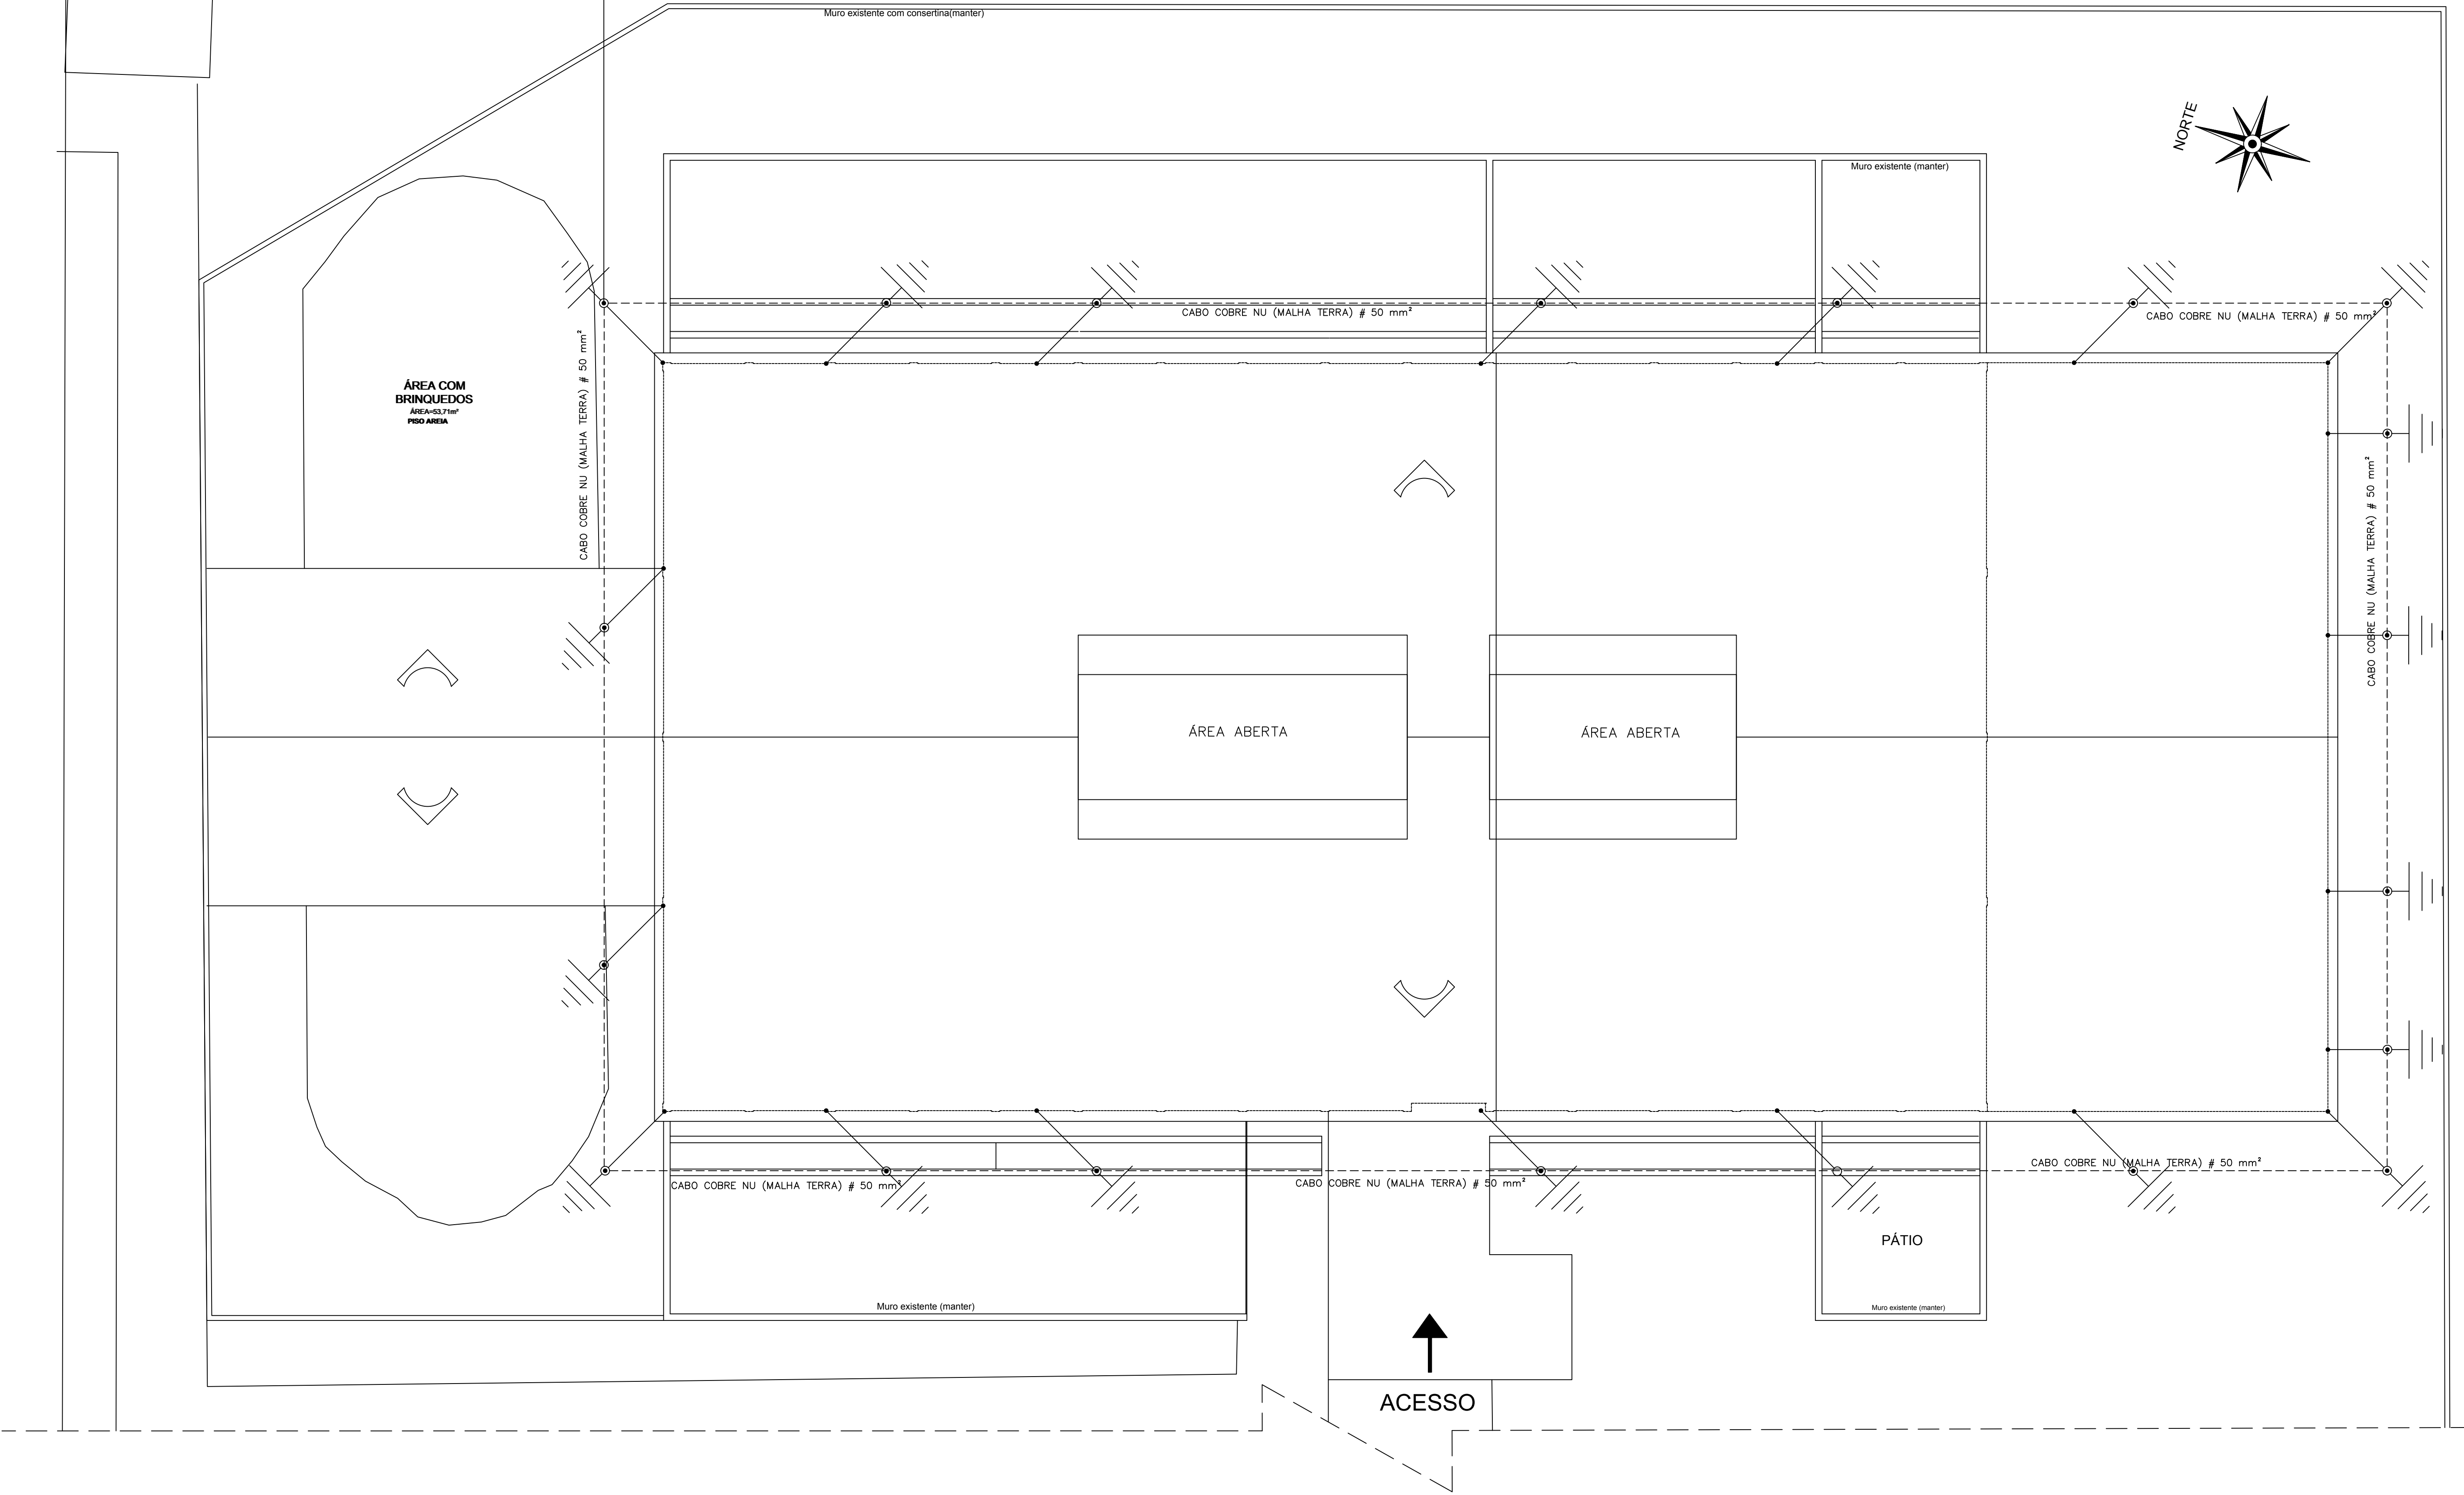 Muro existente com consertina(manter)
NORTE
Muro existente (manter)
CABO COBRE NU (MALHA TERRA) # 50 mm²
CABO COBRE NU (MALHA TERRA) # 50 mm²
CABO COBRE NU (MALHA TERRA) # 50 mm²
ÁREA COM
BRINQUEDOS
ÁREA=53,71m²
PISO AREIA
CABO COBRE NU (MALHA TERRA) # 50 mm²
ÁREA ABERTA
ÁREA ABERTA
CABO COBRE NU (MALHA TERRA) # 50 mm²
CABO COBRE NU (MALHA TERRA) # 50 mm²
CABO COBRE NU (MALHA TERRA) # 50 mm²
PÁTIO
Muro existente (manter)
Muro existente (manter)
ACESSO